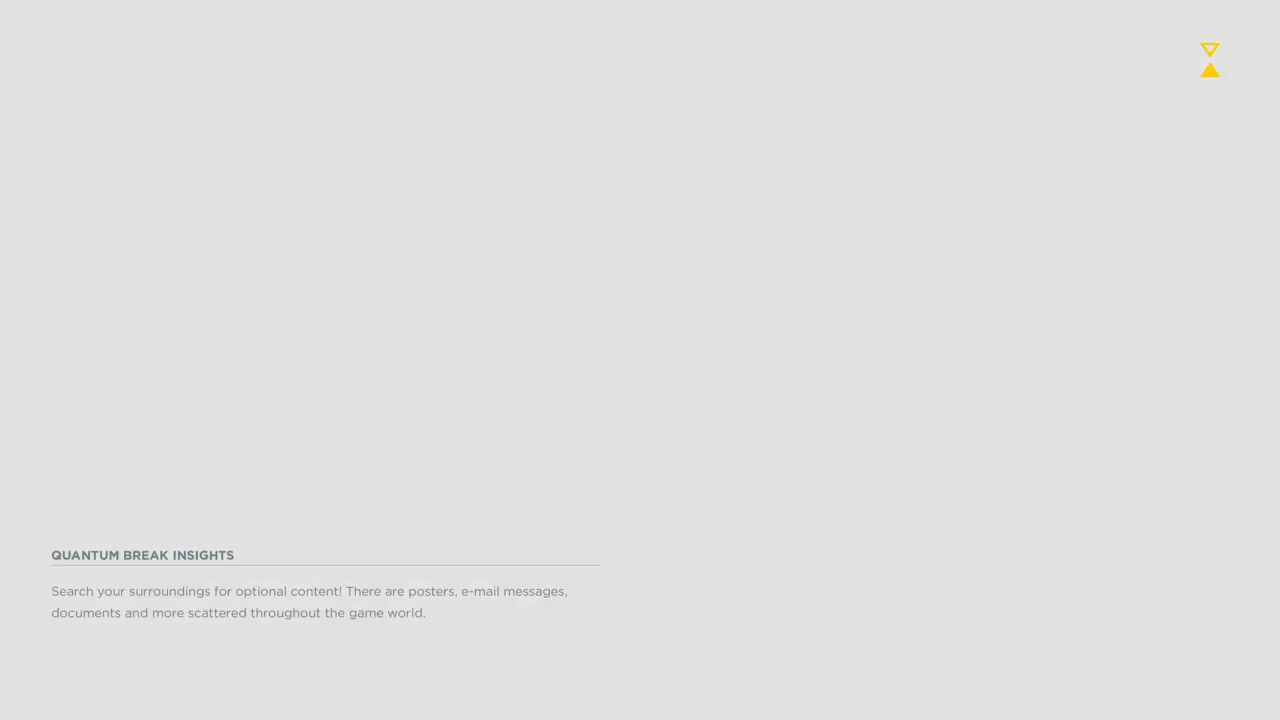 QUANTUM BREAK INSIGHTS
Search your surroundings for optional content! There are posters, e-mail messages,
documents and more scattered throughout the game world.